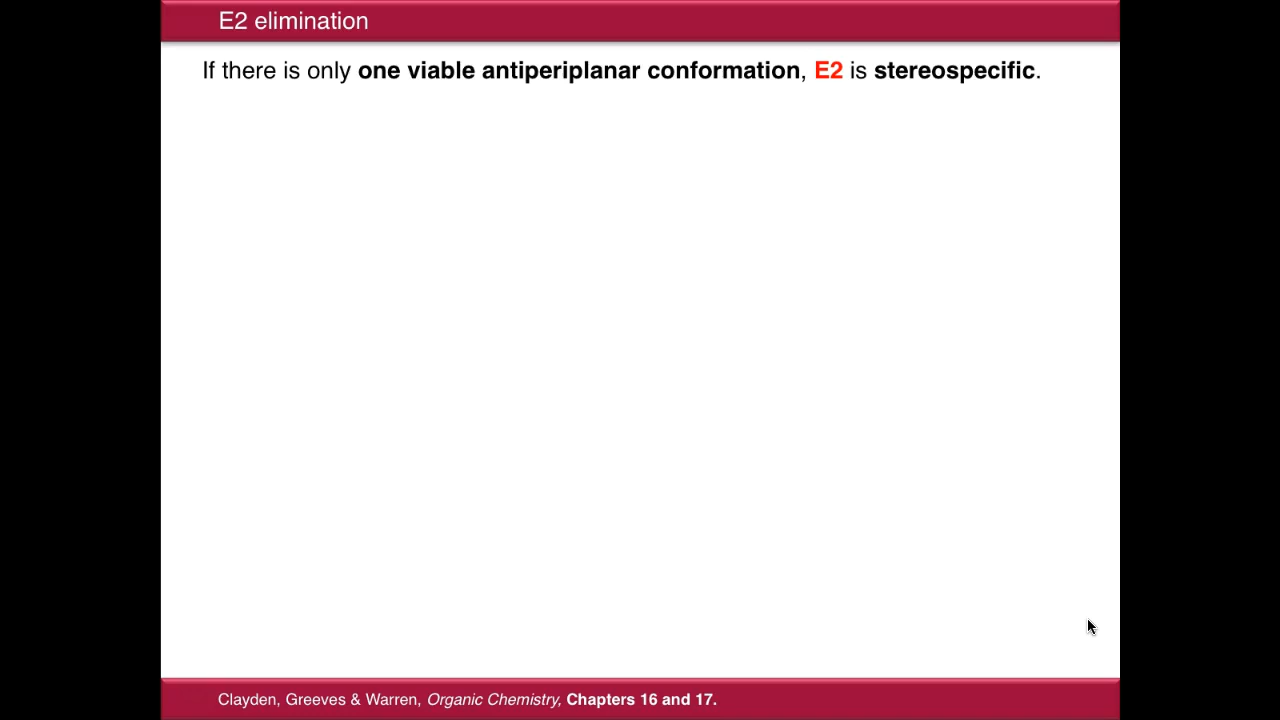 E2 elimination
If there is only one viable antiperiplanar conformation, E2 is stereospecific.
Clayden, Greeves & Warren, Organic Chemistry, Chapters 16 and 17.